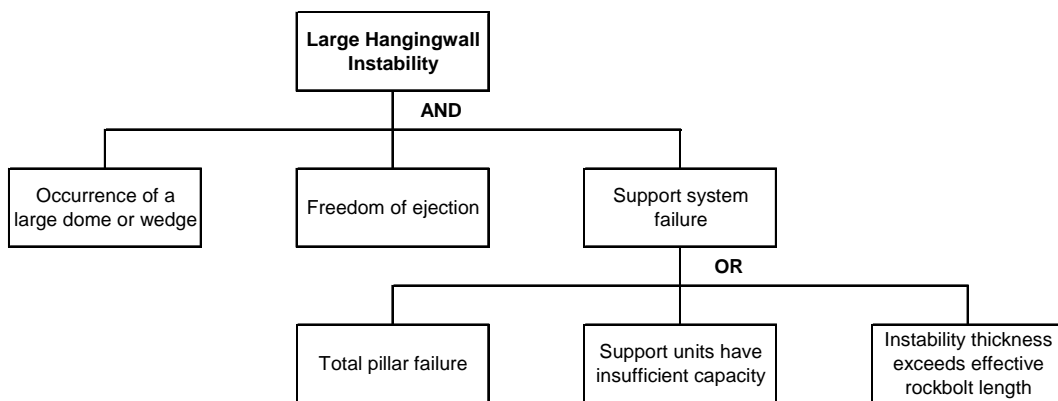 Large Hangingwall
Instability
AND
Occurrence of a
large dome or wedge
Freedom of ejection
Support system
failure
OR
Total pillar failure
Support units have
insufficient capacity
Instability thickness
exceeds effective
rockbolt length